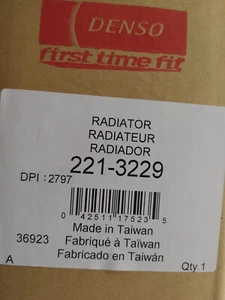 DENSO
first time fit
RADIATOR
RADIATEUR
RADIADOR
DPI : 2797
221-3229
0 42511 17523 5
Made in Taiwan
36923
Fabriqué à Taïwan
Fabricado en Taiwán
A
Qty.1